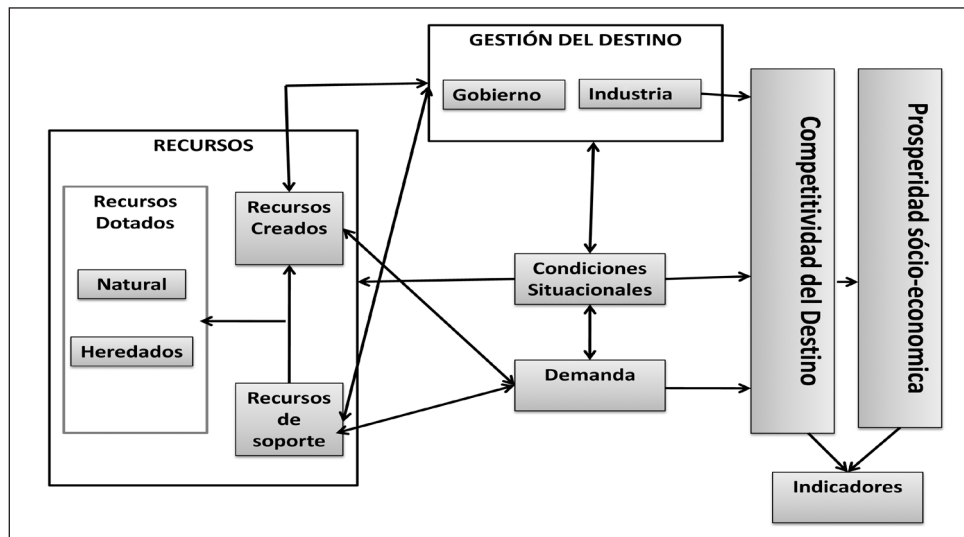 GESTIÓN DEL DESTINO
Gobierno
Industria
RECURSOS
Recursos
Dotados
Natural
Heredados
Recursos
Creados
Recursos
de
soporte
Condiciones
Situacionales
Demanda
Competitividad del Destino
Prosperidad sócio-economica
Indicadores